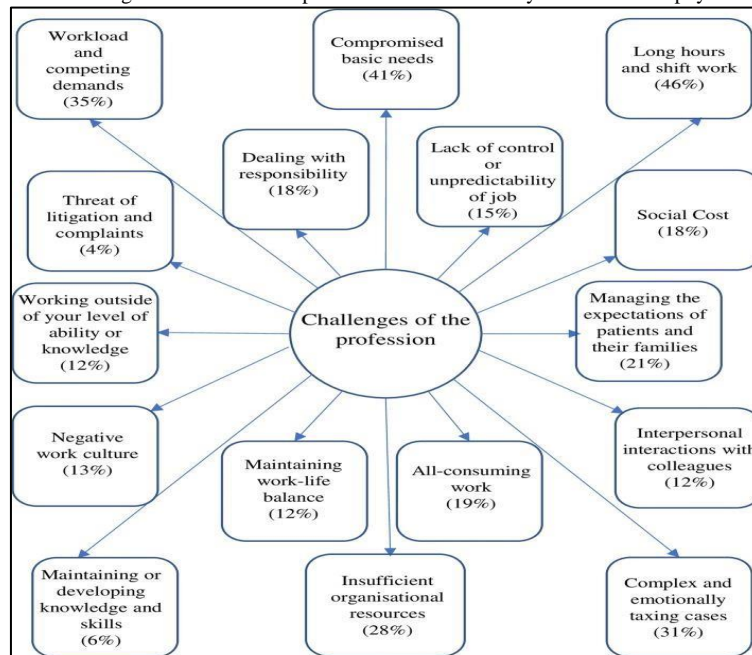 Workload
and
competing
demands
(35%)
Compromised
basic needs
(41%)
Long hours
and shift work
(46%)
Dealing with
responsibility
(18%)
Lack of control
or
unpredictability
of job
(15%)
Threat of
litigation and
complaints
(4%)
Social Cost
(18%)
Working outside
of your level of
ability or
knowledge
(12%)
Challenges of the
profession
Managing the
expectations of
patients and
their families
(21%)
Negative work
culture
(13%)
Maintaining
work-life
balance
(12%)
All-consuming
work
(19%)
Interpersonal
interactions with
colleagues
(12%)
Maintaining or
developing
knowledge and
skills
(6%)
Insufficient
organisational
resources
(28%)
Complex and
emotionally
taxing cases
(31%)